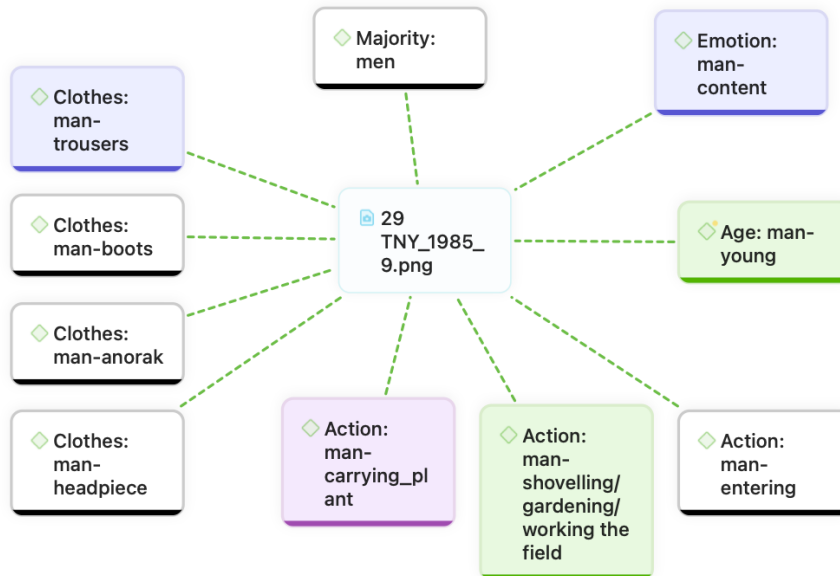 Majority:
men
Emotion:
man-
content
Clothes:
man-
trousers
Clothes:
man-boots
29
TNY_1985_
9.png
Age: man-
young
Clothes:
man-anorak
Clothes:
man-
headpiece
Action:
man-
carrying_pl
ant
Action:
man-
shovelling/
gardening/
working the
field
Action:
man-
entering